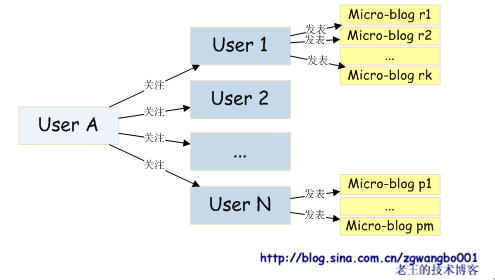 Micro-blog r1
发表
User 1
发表
Micro-blog r2
发表
...
Micro-blog rk
关注
User 2
关注
User A
关注
...
关注
User N
发表
Micro-blog p1
...
发表
Micro-blog pm
http://blog.sina.com.cn/zgwangbo001
老王的技术博客